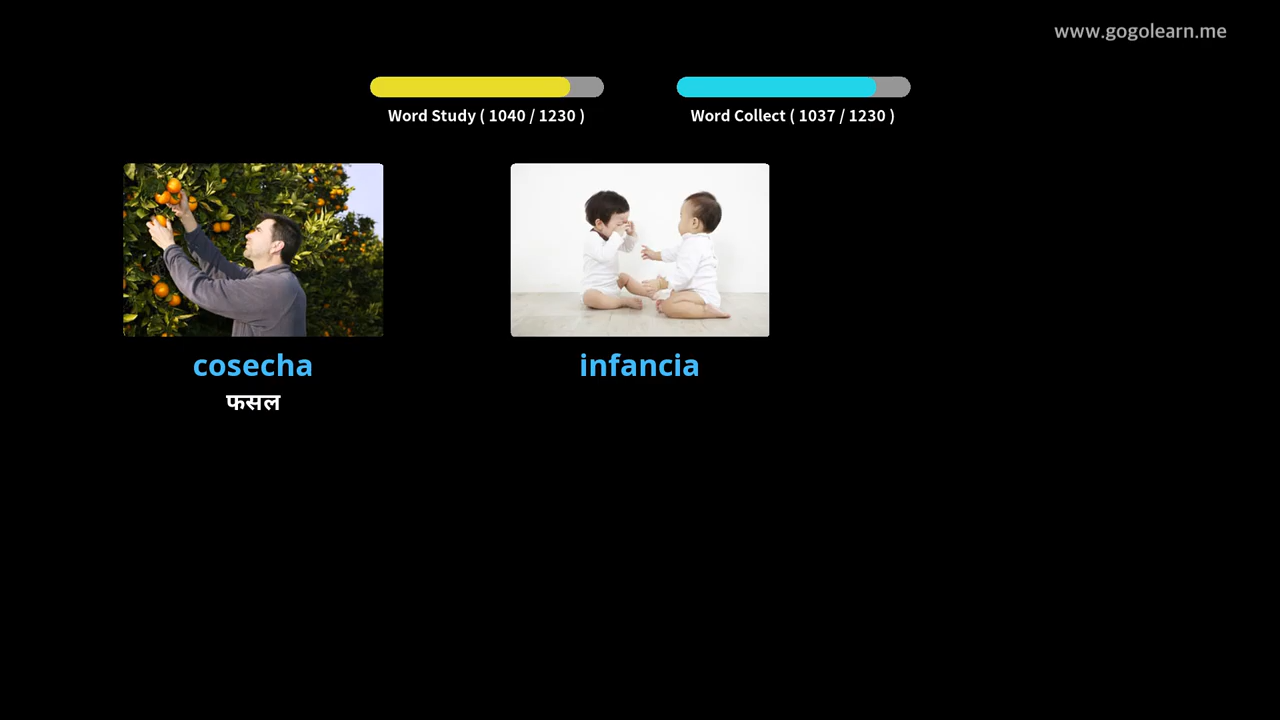 www.gogolearn.me
Word Study ( 1040 / 1230 )
Word Collect ( 1037 / 1230 )
cosecha
फसल
infancia